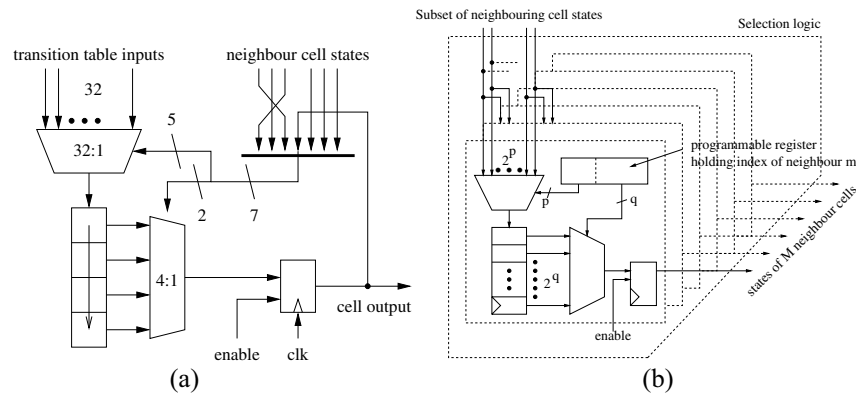 transition table inputs
neighbour cell states
32
5
32:1
2
7
4:1
cell output
enable
clk
(a)
Subset of neighbouring cell states
Selection logic
programmable register
holding index of neighbour m
2^p
p
q
2^q
enable
states of M neighbour cells
(b)